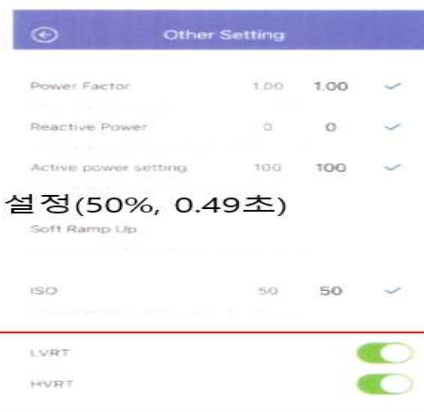 Other Setting
Power Factor 1.00 1.00
Reactive Power 0 0
Active power setting 100 100
설정(50%, 0.49초)
Soft Ramp Up
ISO 50 50
LVRT
HVRT